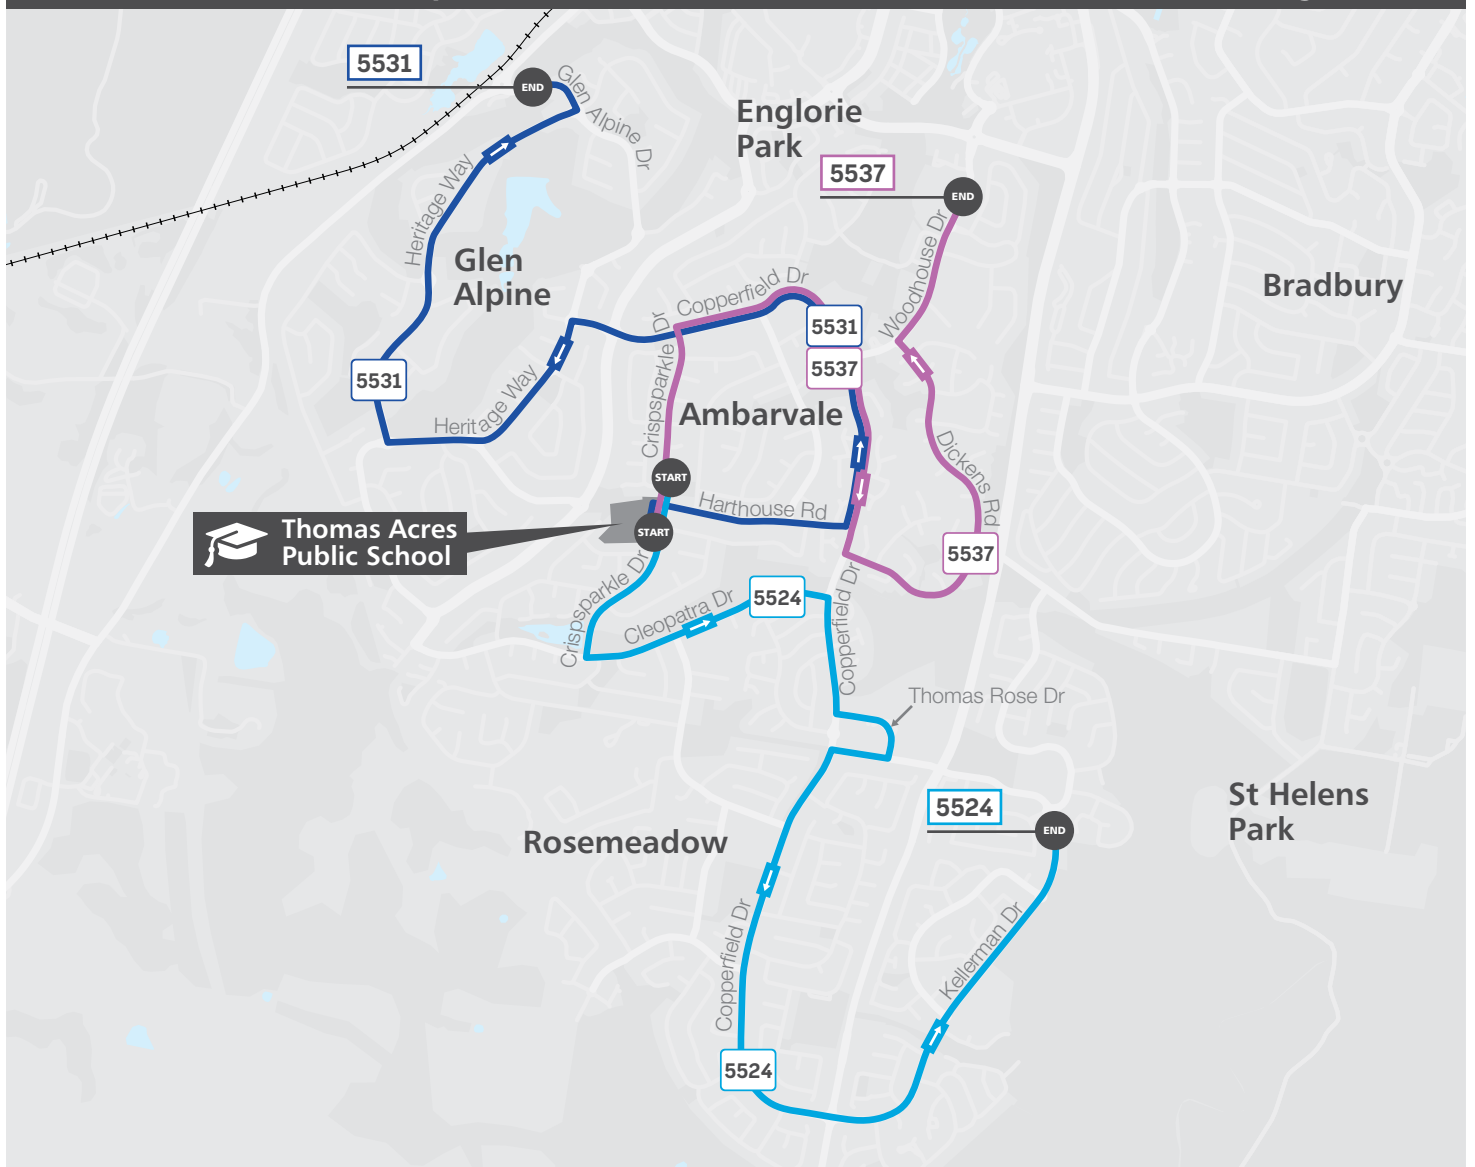 5531
END
Glen Alpine Dr
Englorie
Park
5537
END
Heritage Way
Woodhouse Dr
Glen
Alpine
Bradbury
Copperfield Dr
5531
Crispsparkle Dr
5537
5531
Heritage Way
Ambarvale
Dickens Rd
START
Harthouse Rd
Thomas Acres
Public School
START
5537
Crispsparkle Dr
Cleopatra Dr
5524
Copperfield Dr
Thomas Rose Dr
St Helens
Park
5524
END
Rosemeadow
Copperfield Dr
Kellerman Dr
5524